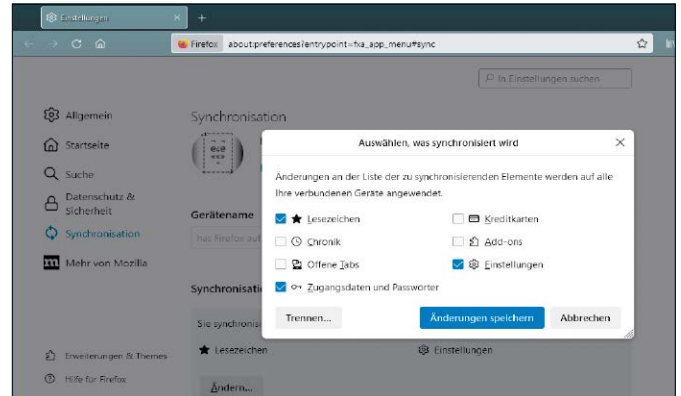 Einstellungen
Firefox about:preferences?entrypoint=fxa_app_menu#sync
In Einstellungen suchen
Allgemein
Startseite
Suche
Datenschutz &
Sicherheit
Synchronisation
Mehr von Mozilla
Erweiterungen & Themes
Hilfe for Firefox
Synchronisation
Gerätename
Synchronisati
Sie synchronis
Lesezeichen
Einstellungen
Ändern...
Auswählen, was synchronisiert wird
Änderungen an der Liste der zu synchronisierenden Elemente werden auf alle
Ihre verbundenen Geräte angewendet.
Lesezeichen
Kreditkarten
Chronik
Add-ons
Offene Tabs
Einstellungen
Zugangsdaten und Passwörter
Trennen...
Änderungen speichern
Abbrechen